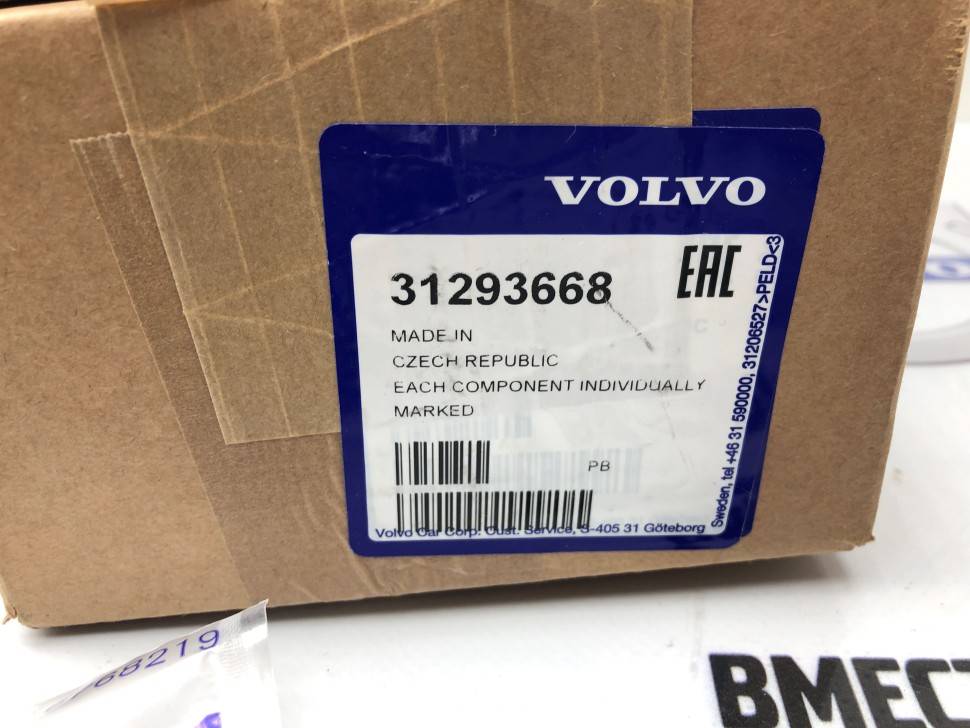 VOLVO
31293668
EAC
MADE IN
CZECH REPUBLIC
EACH COMPONENT INDIVIDUALLY
MARKED
PB
Volvo Car Corp. Cust. Service, S-405 31 Göteborg
Sweden, tel +46 31 590000, 31206527>PELD<3
68219
ВМЕСТ